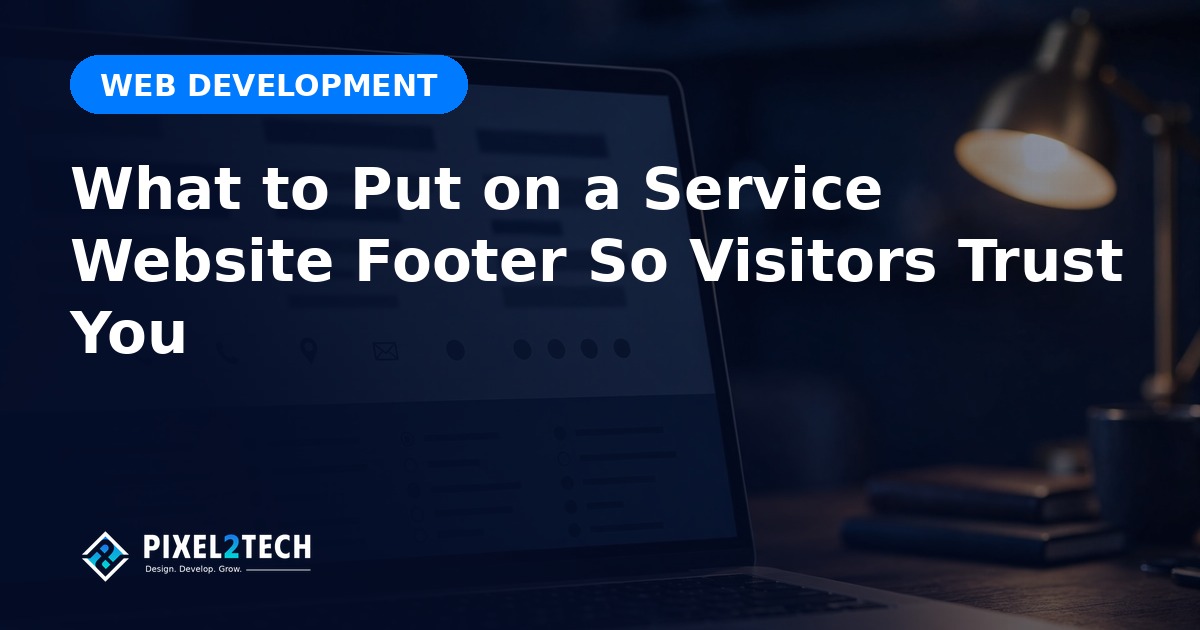 WEB DEVELOPMENT
What to Put on a Service
Website Footer So Visitors Trust
You
PIXEL2TECH
Design. Develop. Grow.